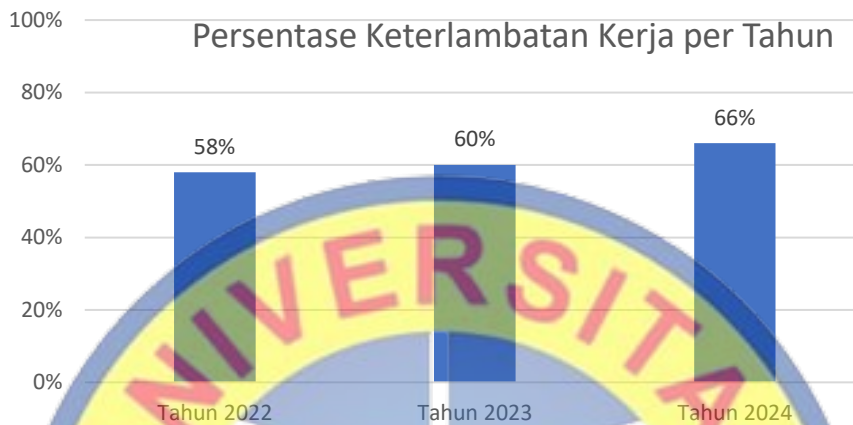 Persentase Keterlambatan Kerja per Tahun
100%
80%
60%
40%
20%
0%
58%
60%
66%
Tahun 2022
Tahun 2023
Tahun 2024
NIVERSITA